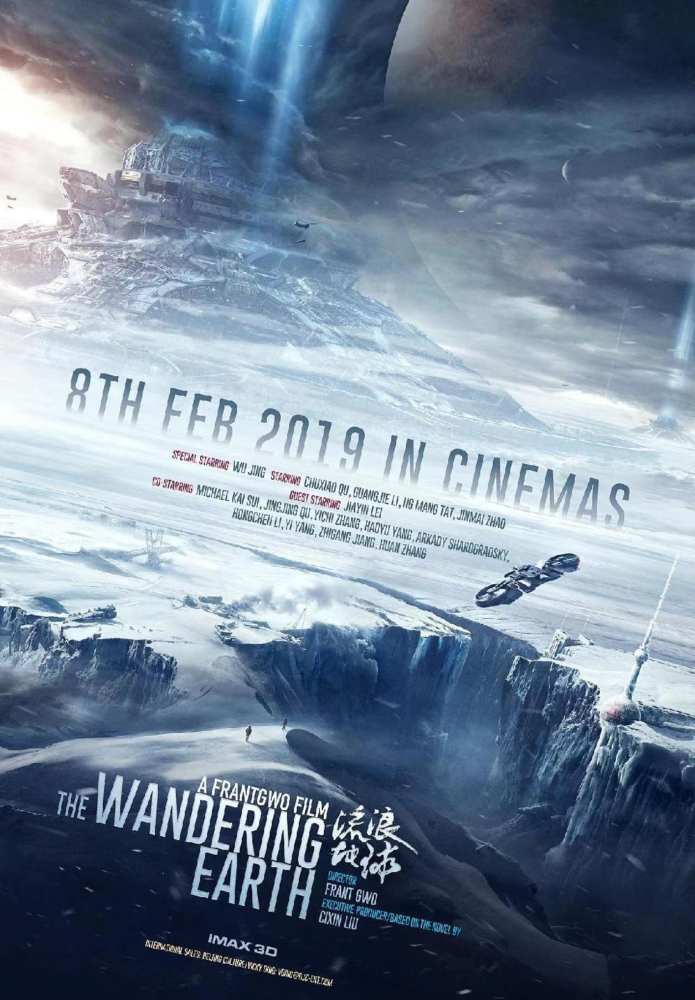 8TH FEB 2019 IN CINEMAS
SPECIAL STARRING WU JING STARRING CHUXIAO QU, GUANGJIE LI, NG MANG TAT, JINMAI ZHAO
GUEST STARRING JIAYIN LEI
CO-STARRING MICHAEL KAI SUI, JINGJING QU, YICHI ZHANG, HAOYU YANG, ARKADY SHAROGRADSKY,
HONGCHEN LI, YI YANG, ZHIGANG JIANG, HUAN ZHANG
A FRANTGWO FILM
THE WANDERING
EARTH
流浪
地球
DIRECTOR
FRANT GWO
EXECUTIVE PRODUCER/BASED ON THE NOVEL BY
CIXIN LIU
IMAX 3D
INTERNATIONAL SALES: BEIJING CULTURE | VICKY DING: VDING@BJC-ENT.COM